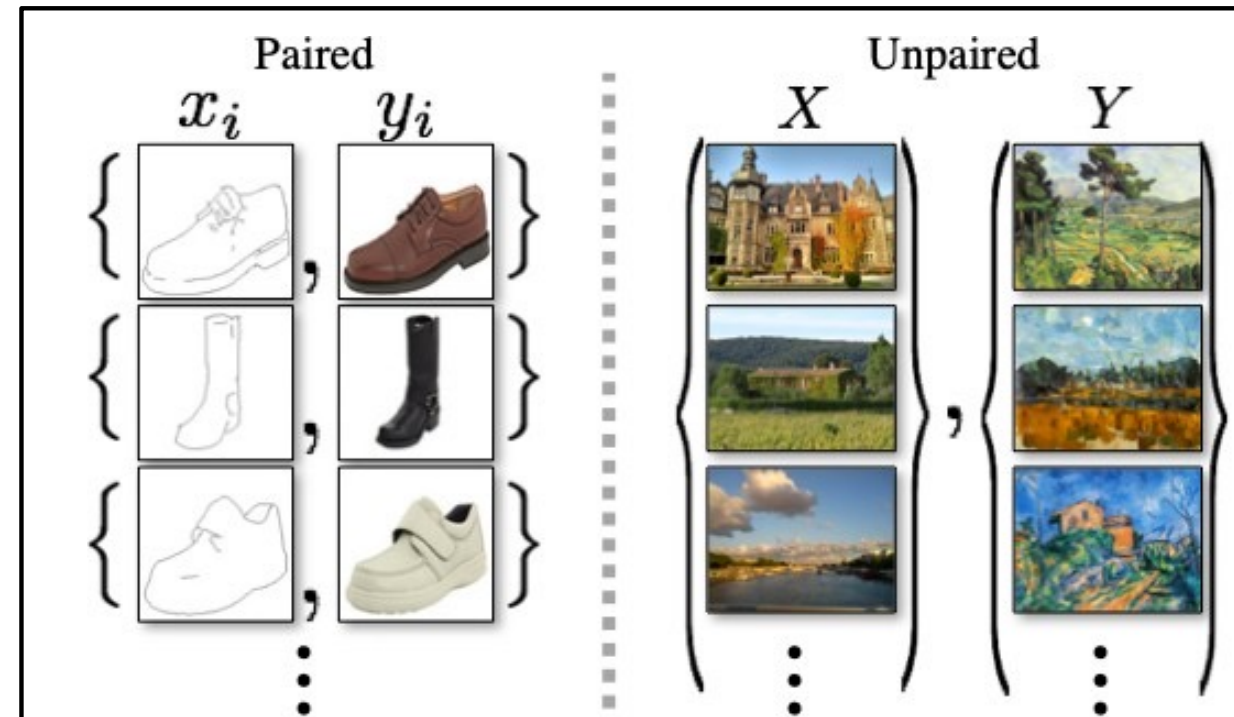 Paired
Unpaired
x_i
y_i
X
Y
{ , }
{ , }
{ , }
⋮
( ) , ( )
⋮
⋮